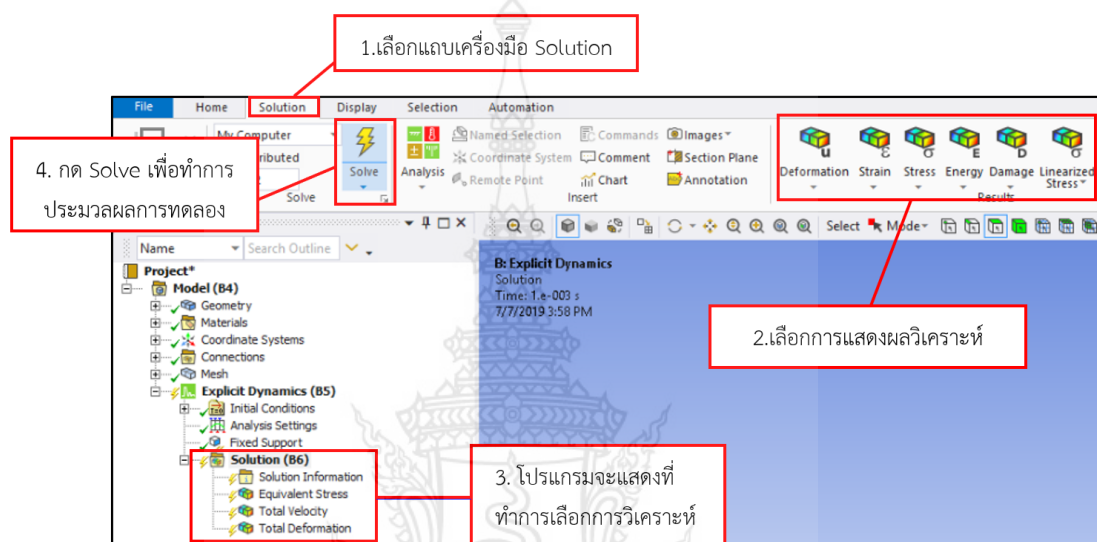 1.เลือกแถบเครื่องมือ Solution
File Home Solution Display Selection Automation
My Computer
4. กด Solve เพื่อทำการ
ประมวลผลการทดลอง
Solve
Solve
Analysis
Named Selection Commands Images
Coordinate System Comment Section Plane
Remote Point Chart Annotation
Insert
Deformation Strain Stress Energy Damage Linearized
Stress
Results
Name Search Outline
Select Mode
Project*
Model (B4)
Geometry
Materials
Coordinate Systems
Connections
Mesh
Explicit Dynamics (B5)
Initial Conditions
Analysis Settings
Fixed Support
Solution (B6)
Solution Information
Equivalent Stress
Total Velocity
Total Deformation
B: Explicit Dynamics
Solution
Time: 1.e-003 s
7/7/2019 3:58 PM
2.เลือกการแสดงผลวิเคราะห์
3. โปรแกรมจะแสดงที่
ทำการเลือกการวิเคราะห์